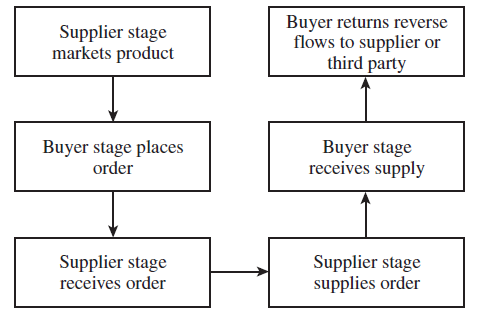 Supplier stage
markets product
Buyer stage places
order
Supplier stage
receives order
Supplier stage
supplies order
Buyer stage
receives supply
Buyer returns reverse
flows to supplier or
third party